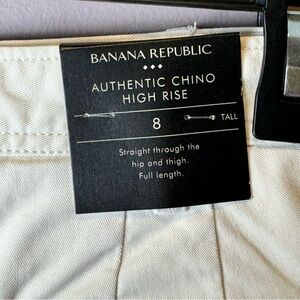 BANANA REPUBLIC
AUTHENTIC CHINO
HIGH RISE
8 TALL
Straight through the
hip and thigh.
Full length.